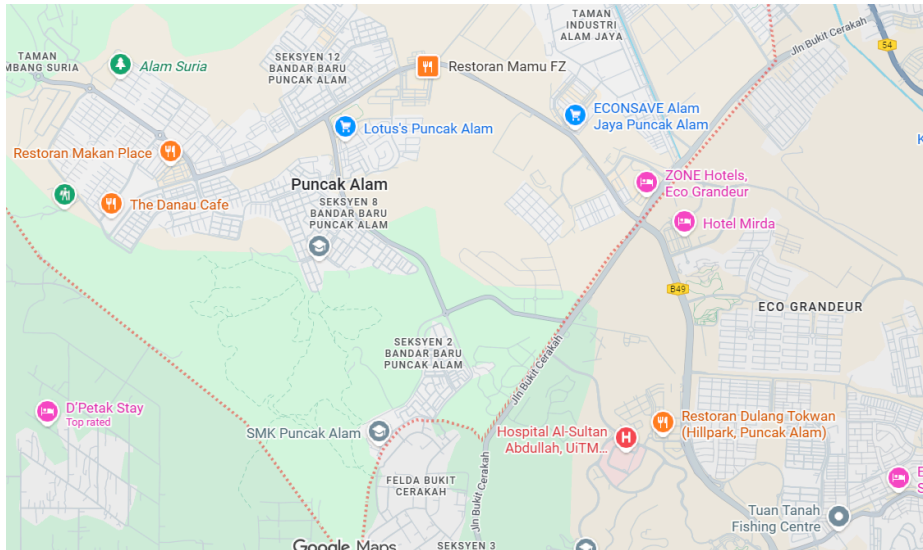 TAMAN
INDUSTRI
ALAM JAYA
Jln Bukit Cerakah
54
TAMAN
MBANG SURIA
Alam Suria
SEKSYEN 12
BANDAR BARU
PUNCAK ALAM
Restoran Mamu FZ
ECONSAVE Alam
Jaya Puncak Alam
Lotus's Puncak Alam
K
Restoran Makan Place
ZONE Hotels,
Eco Grandeur
Puncak Alam
The Danau Cafe
SEKSYEN 8
BANDAR BARU
PUNCAK ALAM
Hotel Mirda
B49
ECO GRANDEUR
SEKSYEN 2
BANDAR BARU
PUNCAK ALAM
Jln Bukit Cerakah
D'Petak Stay
Top rated
SMK Puncak Alam
Hospital Al-Sultan
Abdullah, UiTM...
Restoran Dulang Tokwan
(Hillpark, Puncak Alam)
FELDA BUKIT
CERAKAH
Jln Bukit Cerakah
E
S
Tuan Tanah
Fishing Centre
Google Maps
SEKSYEN 3